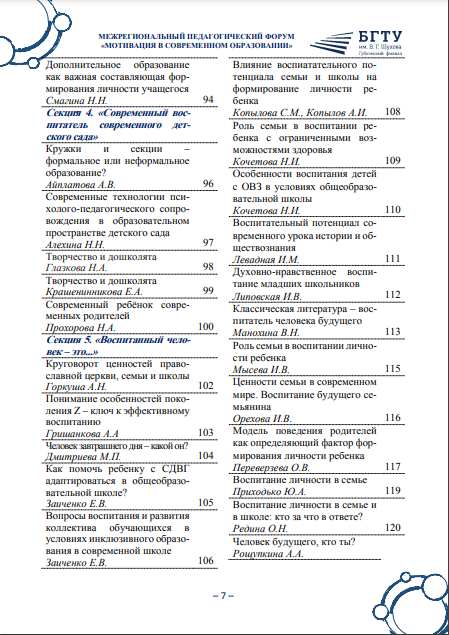 МЕЖРЕГИОНАЛЬНЫЙ ПЕДАГОГИЧЕСКИЙ ФОРУМ
«МОТИВАЦИЯ В СОВРЕМЕННОМ ОБРАЗОВАНИИ»
БГТУ
им. В. Г. Шухова
Губкинский филиал
Дополнительное образование
как важная составляющая фор-
мирования личности учащегося
Смагина Н.Н. 94
Секция 4. «Современный вос-
питатель современного дет-
ского сада»
Кружки и секции –
формальное или неформальное
образование?
Айплатова А.В. 96
Современные технологии пси-
холого-педагогического сопро-
вождения в образовательном
пространстве детского сада
Алехина Н.Н. 97
Творчество и дошколята
Глазкова Н.А. 98
Творчество и дошколята
Крашенинникова Е.А. 99
Современный ребёнок совре-
менных родителей
Прохорова Н.А. 100
Секция 5. «Воспитанный чело-
век – это...»
Круговорот ценностей право-
славной церкви, семьи и школы
Горкуша А.Н. 102
Понимание особенностей поко-
ления Z – ключ к эффективному
воспитанию
Гришанкова А.А 103
Человек завтрашнего дня – какой он?
Дмитриева М.П. 104
Как помочь ребенку с СДВГ
адаптироваться в общеобразо-
вательной школе?
Заиченко Е.В. 105
Вопросы воспитания и развития
коллектива обучающихся в
условиях инклюзивного образо-
вания в современной школе
Заиченко Е.В. 106
Влияние воспиатательного по-
тенциала семьи и школы на
формирование личности ре-
бенка
Копылова С.М., Копылов А.И. 108
Роль семьи в воспитании ре-
бенка с ограниченными воз-
можностями здоровья
Кочетова Н.И. 109
Особенности воспитания детей
с ОВЗ в условиях общеобразо-
вательной школы
Кочетова Н.И. 110
Воспитательный потенциал со-
временного урока истории и об-
ществознания
Левадная И.М. 111
Духовно-нравственное воспи-
тание младших школьников
Липовская И.В. 112
Классическая литература – вос-
питатель человека будущего
Манохина В.Н. 113
Роль семьи в воспитании лично-
сти ребенка
Мысева И.В. 115
Ценности семьи в современном
мире. Воспитание будущего се-
мьянина
Орехова И.В. 116
Модель поведения родителей
как определяющий фактор фор-
мирования личности ребенка
Переверзева О.В. 117
Воспитание личности в семье
Приходько Ю.А. 119
Воспитание личности в семье и
в школе: кто за что в ответе?
Редина О.Н. 120
Человек будущего, кто ты?
Рощупкина А.А.
– 7 –